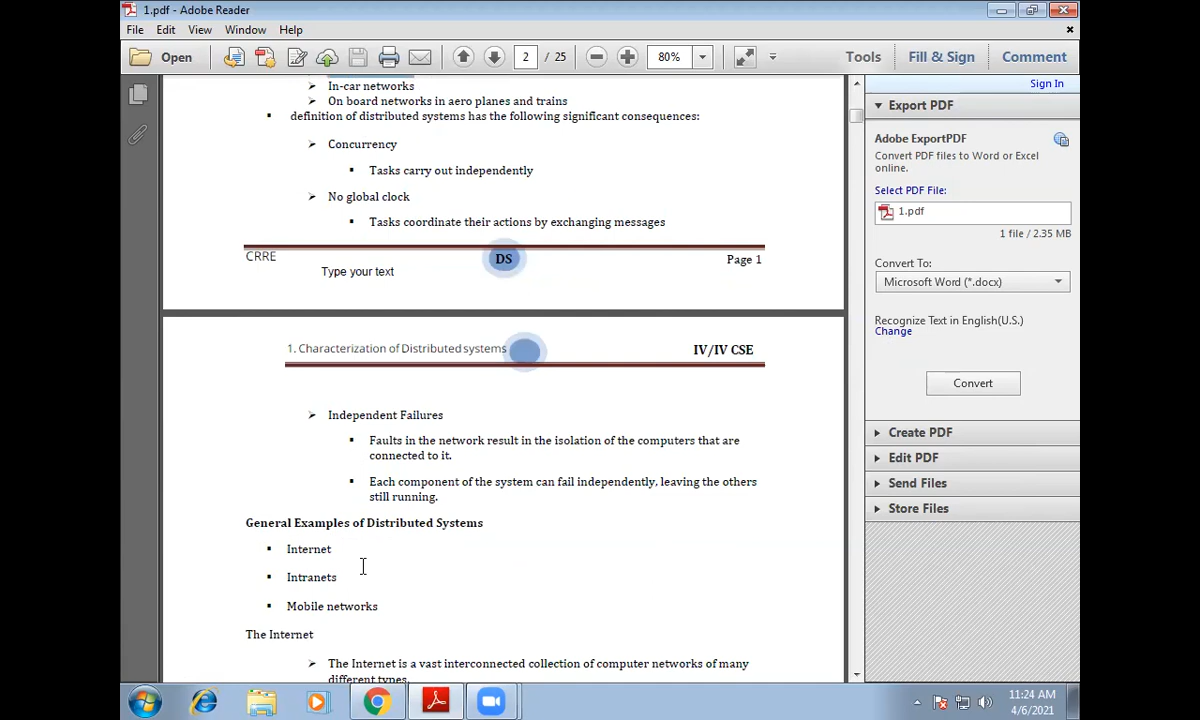 1.pdf - Adobe Reader
File Edit View Window Help
Open 2 / 25 80% Tools Fill & Sign Comment
In-car networks
On board networks in aero planes and trains
definition of distributed systems has the following significant consequences:
Concurrency
Tasks carry out independently
No global clock
Tasks coordinate their actions by exchanging messages
CRRE DS Page 1
Type your text
1. Characterization of Distributed systems IV/IV CSE
Independent Failures
Faults in the network result in the isolation of the computers that are
connected to it.
Each component of the system can fail independently, leaving the others
still running.
General Examples of Distributed Systems
Internet
Intranets
Mobile networks
The Internet
The Internet is a vast interconnected collection of computer networks of many
different types.
Sign In
Export PDF
Adobe ExportPDF
Convert PDF files to Word or Excel
online.
Select PDF File:
1.pdf
1 file / 2.35 MB
Convert To:
Microsoft Word (*.docx)
Recognize Text in English(U.S.)
Change
Convert
Create PDF
Edit PDF
Send Files
Store Files
11:24 AM
4/6/2021